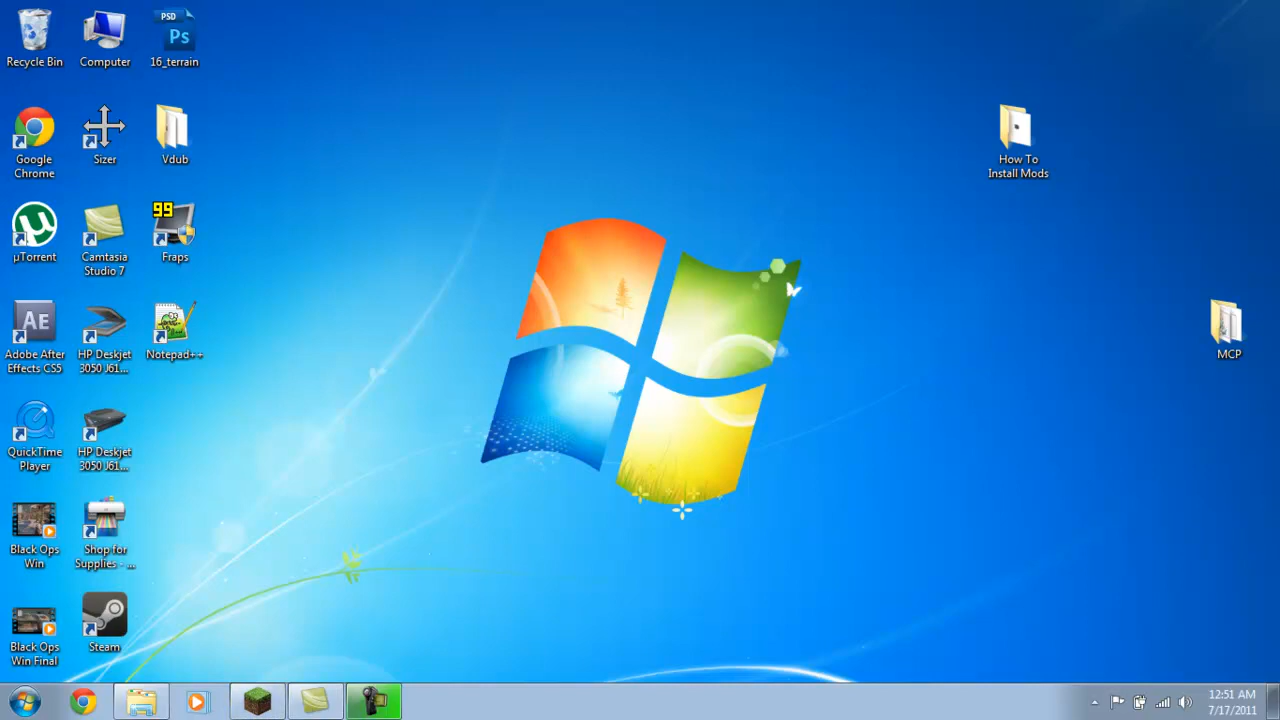 PSD
Ps
Recycle Bin
Computer
16_terrain
Google
Chrome
Sizer
Vdub
How To
Install Mods
99
µTorrent
Camtasia
Studio 7
Fraps
AE
Adobe After
Effects CS5
HP Deskjet
3050 J61...
Notepad++
MCP
QuickTime
Player
HP Deskjet
3050 J61...
Black Ops
Win
Shop for
Supplies - ...
Black Ops
Win Final
Steam
12:51 AM
7/17/2011